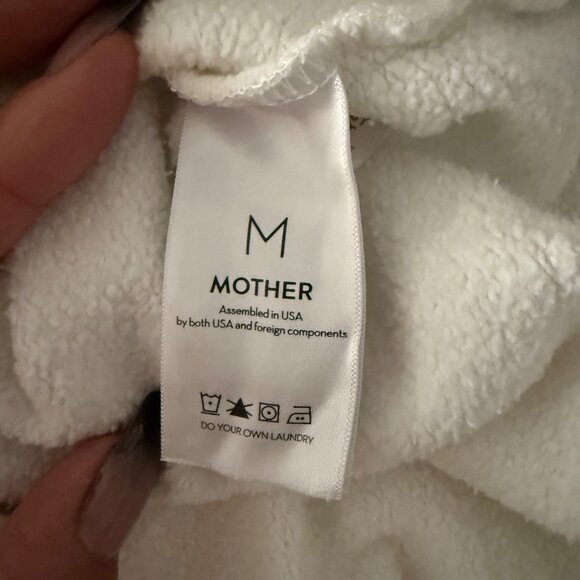 M
MOTHER
Assembled in USA
by both USA and foreign components
DO YOUR OWN LAUNDRY